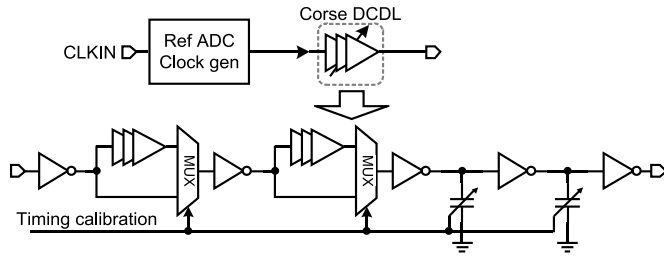 Corse DCDL
CLKIN
Ref ADC
Clock gen
MUX
MUX
Timing calibration